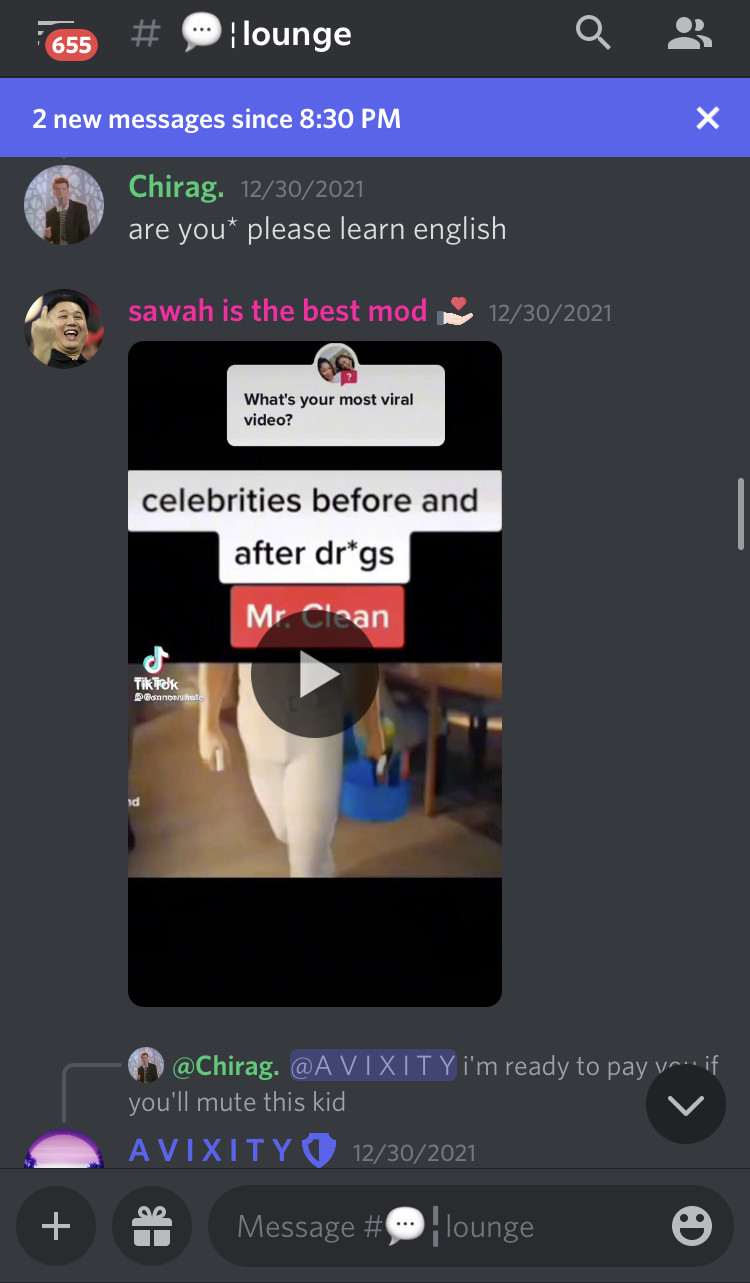 655
# 💬¦lounge
2 new messages since 8:30 PM
Chirag. 12/30/2021
are you* please learn english
sawah is the best mod 12/30/2021
?
What's your most viral
video?
celebrities before and
after dr*gs
Mr. Clean
TikTok
nd
@Chirag. @A V I X I T Y i'm ready to pay you if
you'll mute this kid
A V I X I T Y 12/30/2021
Message #💬¦lounge